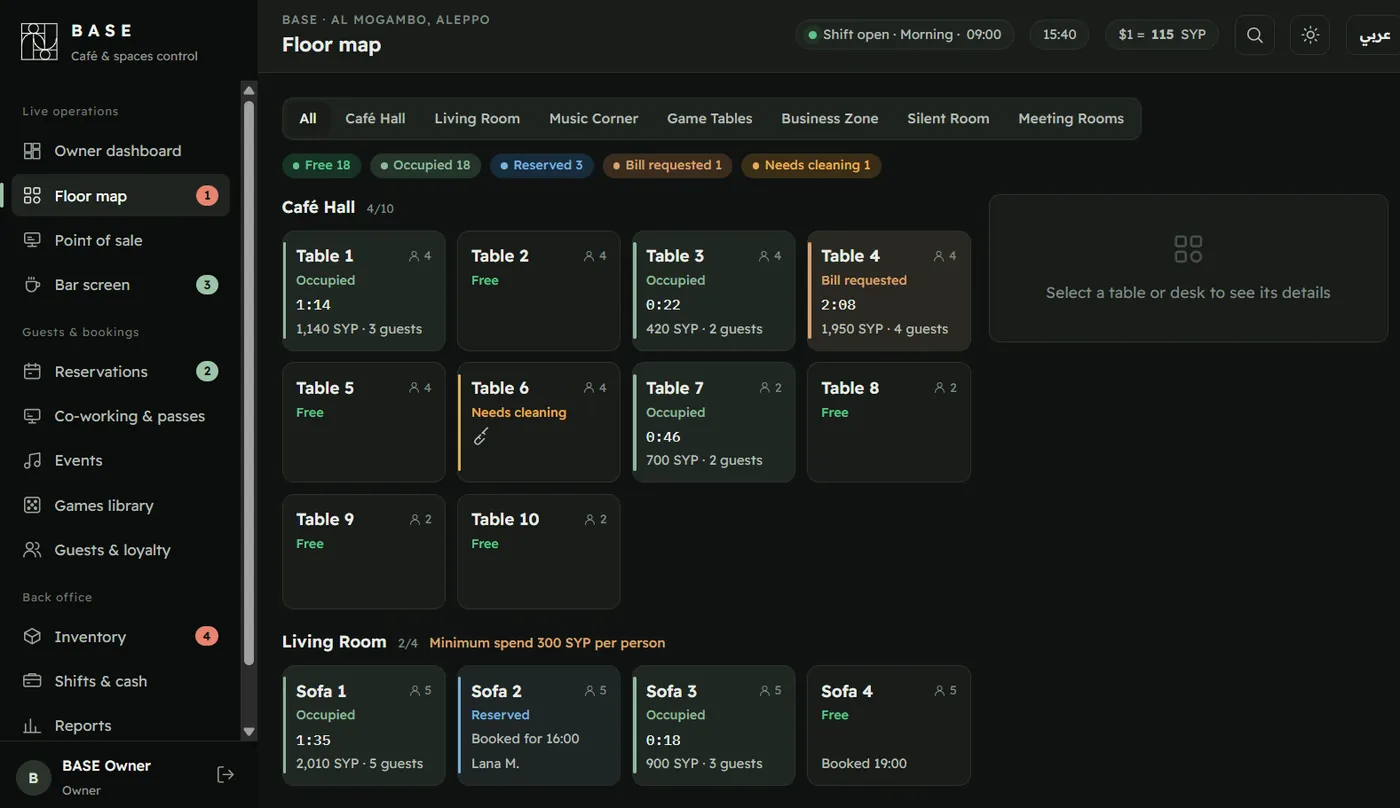 BASE
Café & spaces control
Live operations
Owner dashboard
Floor map 1
Point of sale
Bar screen 3
Guests & bookings
Reservations 2
Co-working & passes
Events
Games library
Guests & loyalty
Back office
Inventory 4
Shifts & cash
Reports
B
BASE Owner
Owner
BASE · AL MOGAMBO, ALEPPO
Floor map
Shift open · Morning · 09:00
15:40
$1 = 115 SYP
عربي
All Café Hall Living Room Music Corner Game Tables Business Zone Silent Room Meeting Rooms
Free 18 Occupied 18 Reserved 3 Bill requested 1 Needs cleaning 1
Café Hall 4/10
Table 1 4
Occupied
1:14
1,140 SYP · 3 guests
Table 2 4
Free
Table 3 4
Occupied
0:22
420 SYP · 2 guests
Table 4 4
Bill requested
2:08
1,950 SYP · 4 guests
Table 5 4
Free
Table 6 4
Needs cleaning
Table 7 2
Occupied
0:46
700 SYP · 2 guests
Table 8 2
Free
Table 9 2
Free
Table 10 2
Free
Living Room 2/4 Minimum spend 300 SYP per person
Sofa 1 5
Occupied
1:35
2,010 SYP · 5 guests
Sofa 2 5
Reserved
Booked for 16:00
Lana M.
Sofa 3 5
Occupied
0:18
900 SYP · 3 guests
Sofa 4 5
Free
Booked 19:00
Select a table or desk to see its details